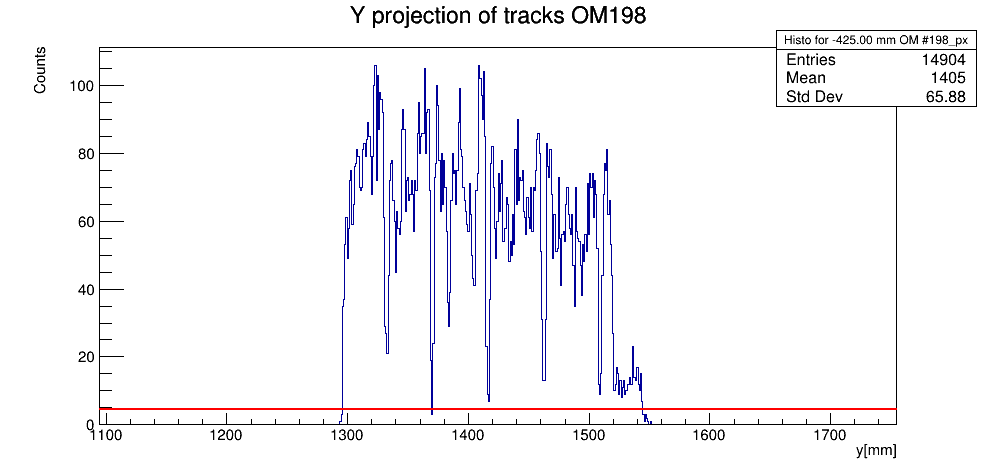 Y projection of tracks OM198
Histo for -425.00 mm OM #198_px
Entries 14904
Mean 1405
Std Dev 65.88
Counts
100
80
60
40
20
0
1100 1200 1300 1400 1500 1600 1700
y[mm]